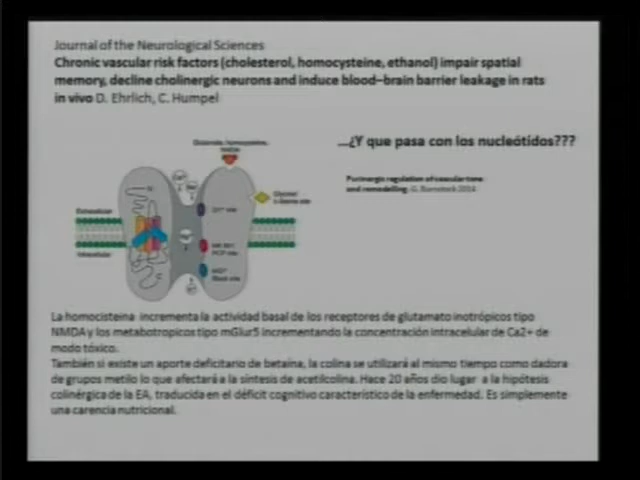 Journal of the Neurological Sciences
Chronic vascular risk factors (cholesterol, homocysteine, ethanol) impair spatial
memory, decline cholinergic neurons and induce blood–brain barrier leakage in rats
in vivo D. Ehrlich, C. Humpel
...¿Y que pasa con los nucleótidos???
Purinergic regulation of vascular tone
and remodelling. G. Burnstock 2014
Extracellular
Intracellular
La homocisteina incrementa la actividad basal de los receptores de glutamato inotrópicos tipo
NMDA y los metabotropicos tipo mGlur5 incrementando la concentración intracelular de Ca2+ de
modo tóxico.
También si existe un aporte deficitario de betaina, la colina se utilizará al mismo tiempo como dadora
de grupos metilo lo que afectará a la síntesis de acetilcolina. Hace 20 años dio lugar a la hipótesis
colinérgica de la EA, traducida en el déficit cognitivo característico de la enfermedad. Es simplemente
una carencia nutricional.